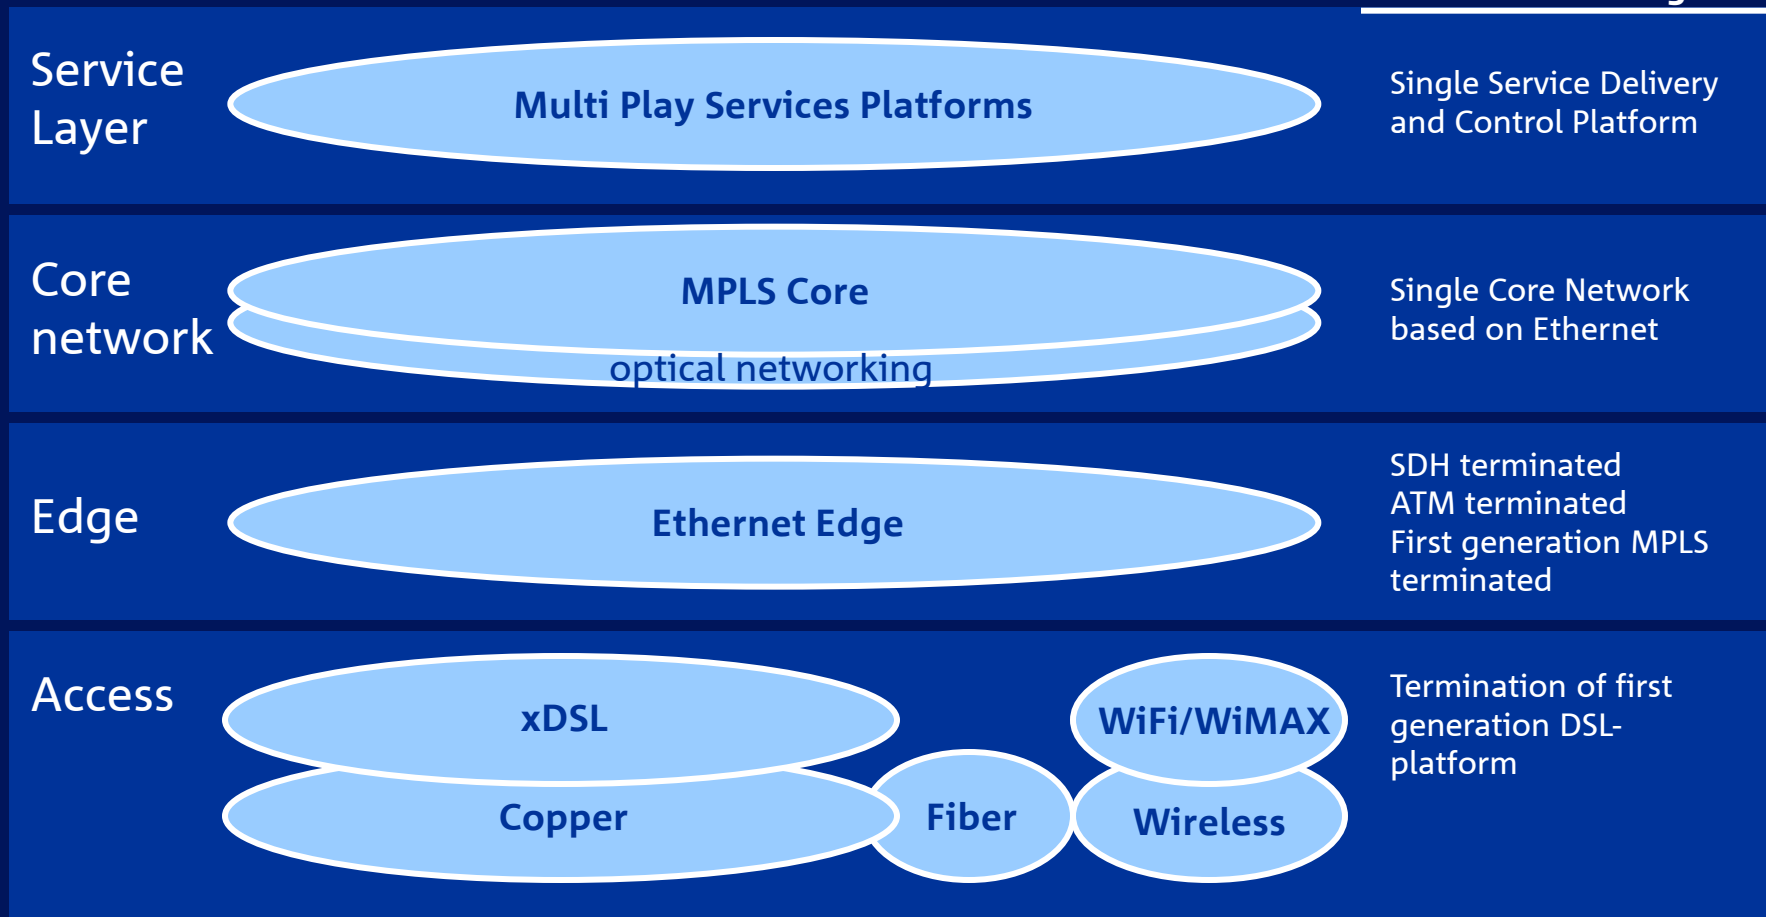 Service
Layer
Multi Play Services Platforms
Single Service Delivery
and Control Platform
Core
network
MPLS Core
optical networking
Single Core Network
based on Ethernet
Edge
Ethernet Edge
SDH terminated
ATM terminated
First generation MPLS
terminated
Access
xDSL
WiFi/WiMAX
Copper
Fiber
Wireless
Termination of first
generation DSL-
platform